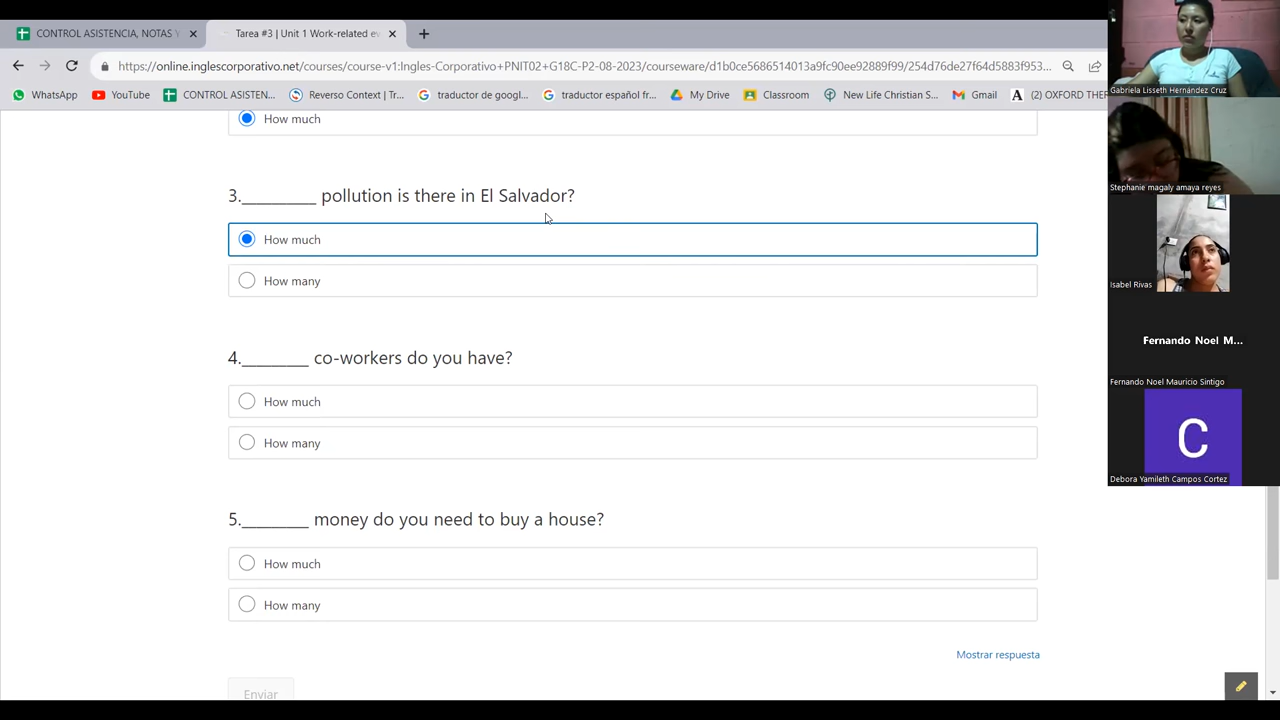 CONTROL ASISTENCIA, NOTAS Y
Tarea #3 | Unit 1 Work-related ev
https://online.inglescorporativo.net/courses/course-v1:Ingles-Corporativo+PNIT02+G18C-P2-08-2023/courseware/d1b0ce5686514013a9fc90ee92889f99/254d76de27f64d5883f953...
WhatsApp YouTube CONTROL ASISTEN... Reverso Context | Tr... traductor de googl... traductor español fr... My Drive Classroom New Life Christian S... Gmail (2) OXFORD THE
How much
3.________ pollution is there in El Salvador?
How much
How many
4._______ co-workers do you have?
How much
How many
5._______ money do you need to buy a house?
How much
How many
Mostrar respuesta
Enviar
Gabriela Lisseth Hernández Cruz
Stephanie magaly amaya reyes
Isabel Rivas
Fernando Noel M...
Fernando Noel Mauricio Sintigo
C
Debora Yamileth Campos Cortez